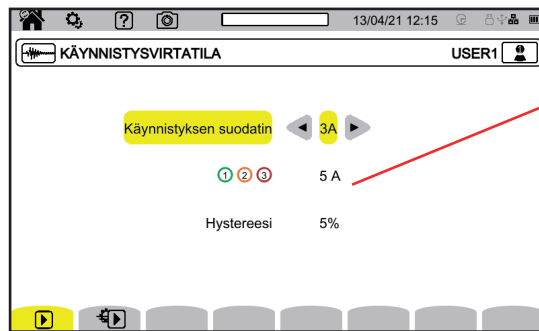 ? 13/04/21 12:15
KÄYNNISTYSVIRTATILA USER1
Käynnistyksen suodatin 3A
1 2 3 5 A
Hystereesi 5%